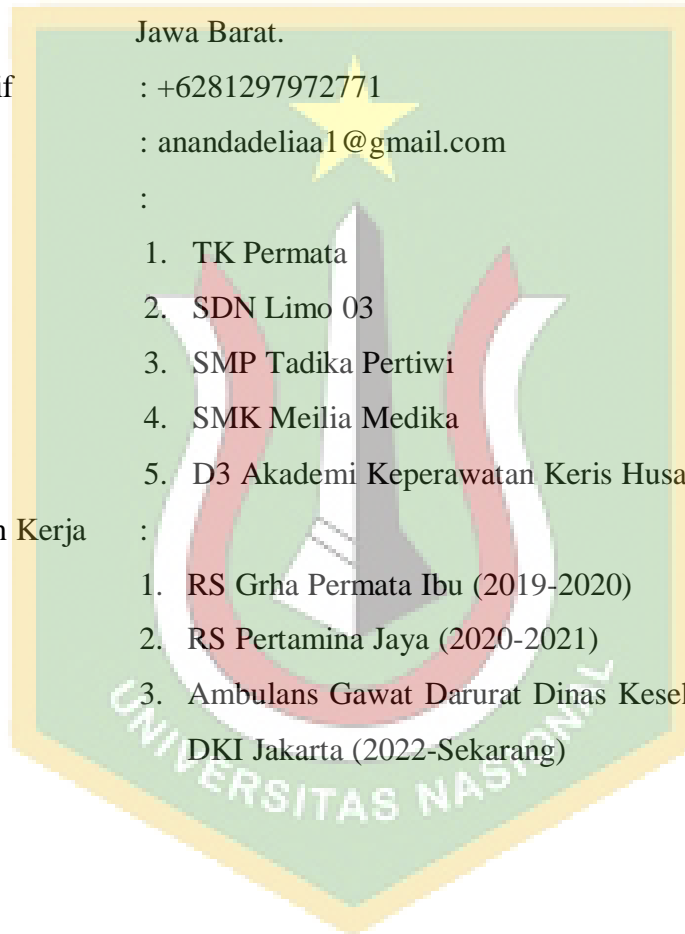 Jawa Barat.
if : +6281297972771
: anandadeliaa1@gmail.com
:
1. TK Permata
2. SDN Limo 03
3. SMP Tadika Pertiwi
4. SMK Meilia Medika
5. D3 Akademi Keperawatan Keris Husa
n Kerja :
1. RS Grha Permata Ibu (2019-2020)
2. RS Pertamina Jaya (2020-2021)
3. Ambulans Gawat Darurat Dinas Kesel
DKI Jakarta (2022-Sekarang)
UNIVERSITAS NASIONAL